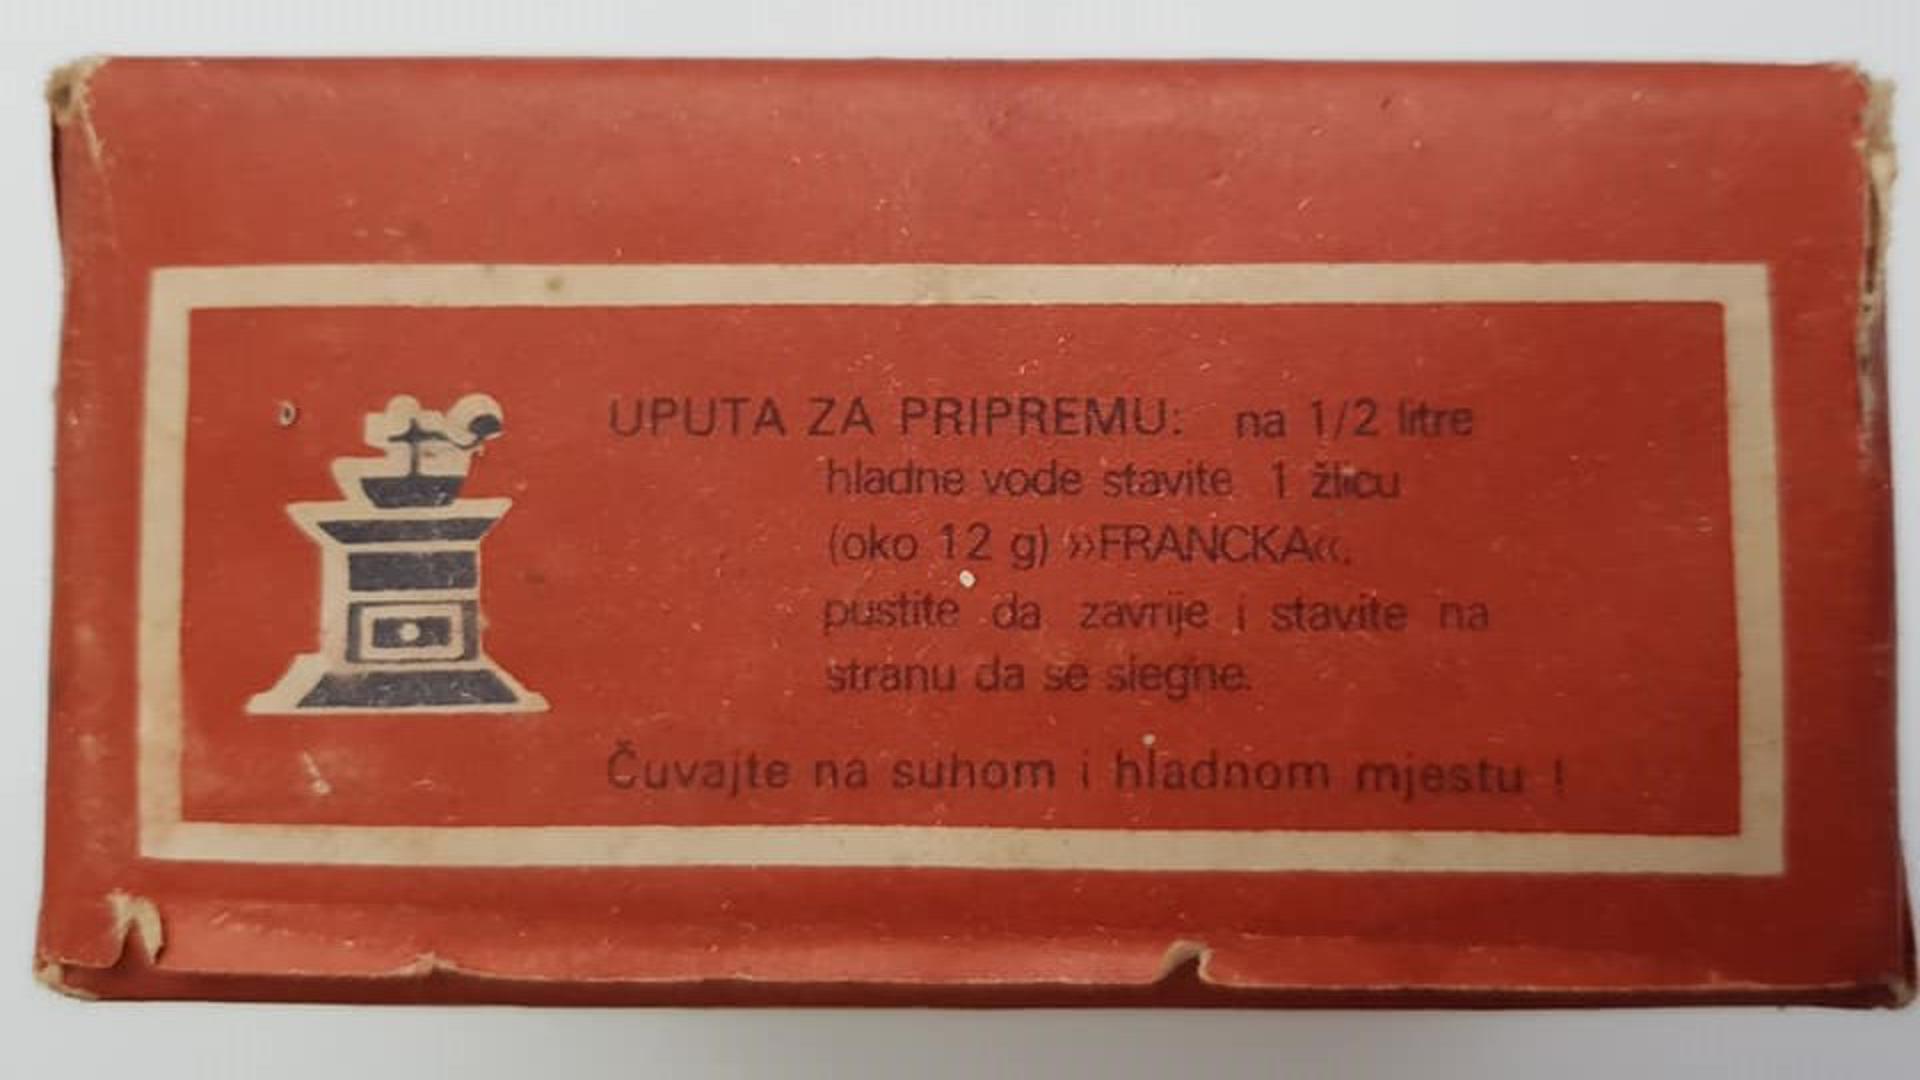 UPUTA ZA PRIPREMU: na 1/2 litre
hladne vode stavite 1 žlicu
(oko 12 g) »FRANCKA«,
pustite da zavrije i stavite na
stranu da se slegne.
Čuvajte na suhom i hladnom mjestu !